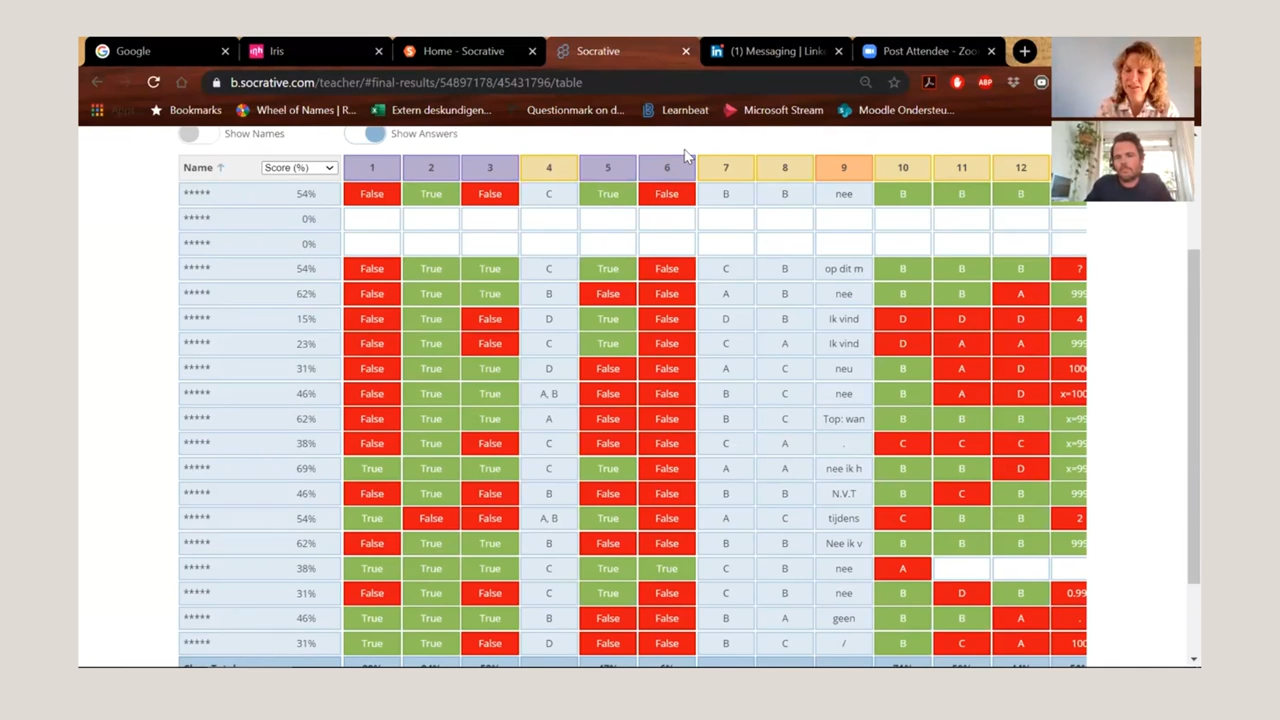 Google Iris Home - Socrative Socrative (1) Messaging | Linke Post Attendee - Zoo
b.socrative.com/teacher/#final-results/54897178/45431796/table ABP
Bookmarks Wheel of Names | R... Extern deskundigen... Questionmark on d... Learnbeat Microsoft Stream Moodle Ondersteu...
Show Names Show Answers
Name ↑ Score (%) 1 2 3 4 5 6 7 8 9 10 11 12
***** 54% False True False C True False B B nee B B B
***** 0%
***** 0%
***** 54% False True True C True False C B op dit m B B B ?
***** 62% False True True B False False A B nee B B A 999
***** 15% False True False D True False D B Ik vind D D D 4
***** 23% False True False C True False C A Ik vind D A A 999
***** 31% False True True D False False A C neu B A D 1000
***** 46% False True True A, B False False B C nee B A D x=100
***** 62% False True True A False False B C Top: wan B B B x=99
***** 38% False True False C False False C A . C C C x=99
***** 69% True True True C True False A A nee ik h B B D x=99
***** 46% False True False B False False B B N.V.T B C B 999
***** 54% True False False A, B True False A C tijdens C B B 2
***** 62% False True True B False False B B Nee ik v B B B 999
***** 38% True True True C True True C B nee A
***** 31% False True False C True False C B nee B D B 0.99
***** 46% True True True B False False B A geen B B A .
***** 31% True True False D False False B C / B C A 100